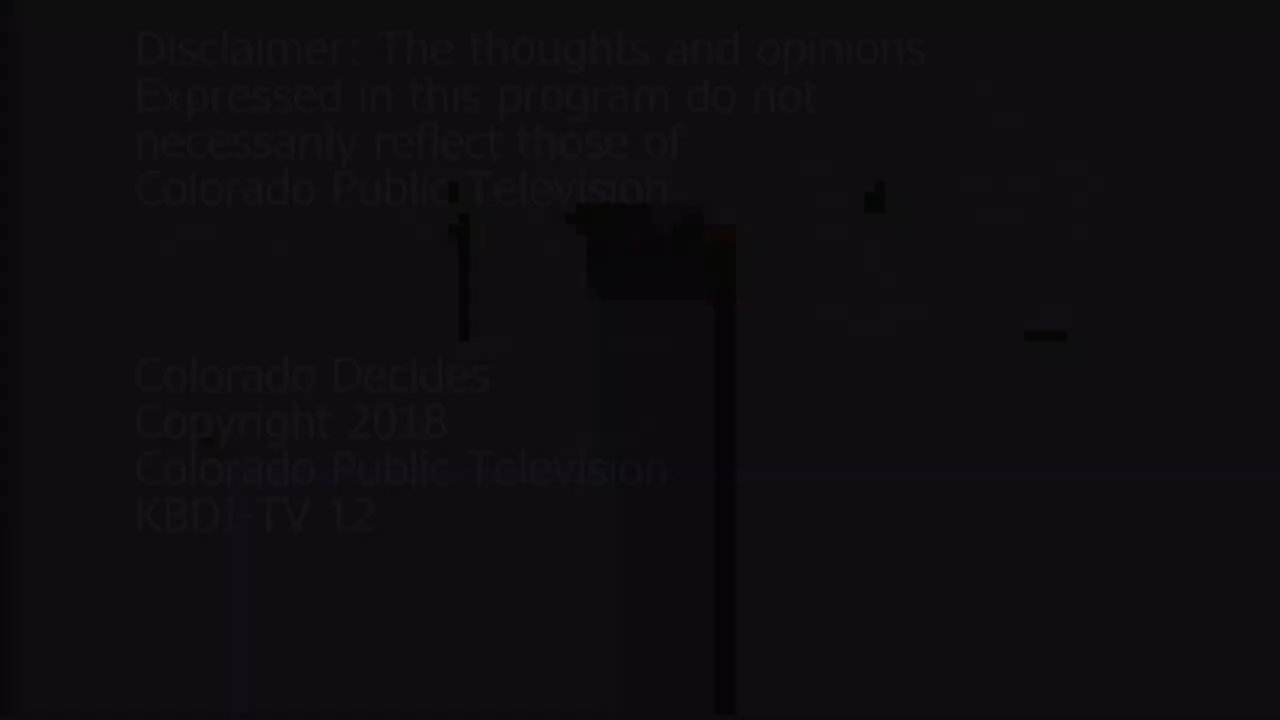 Disclaimer: The thoughts and opinions
Expressed in this program do not
necessarily reflect those of
Colorado Public Television
Colorado Decides
Copyright 2018
Colorado Public Television
KBDI-TV 12